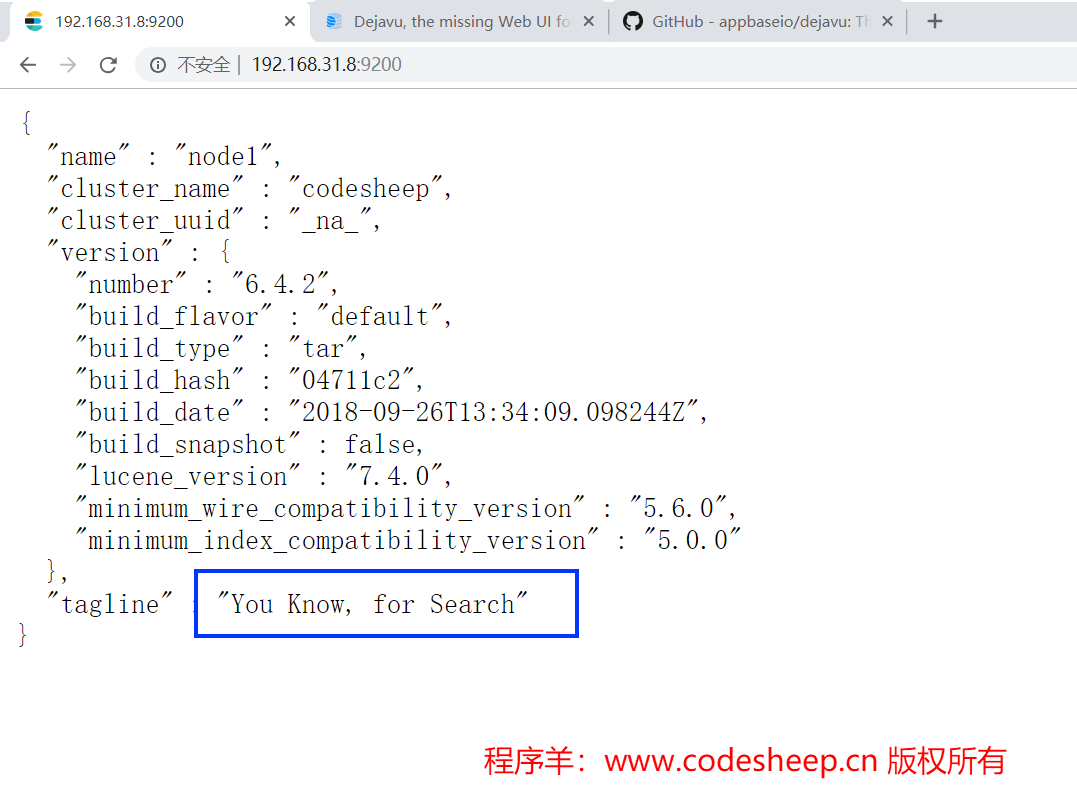 192.168.31.8:9200
Dejavu, the missing Web UI fo
GitHub - appbaseio/dejavu: Th
不安全 | 192.168.31.8:9200
{
"name" : "node1",
"cluster_name" : "codesheep",
"cluster_uuid" : "_na_",
"version" : {
"number" : "6.4.2",
"build_flavor" : "default",
"build_type" : "tar",
"build_hash" : "04711c2",
"build_date" : "2018-09-26T13:34:09.098244Z",
"build_snapshot" : false,
"lucene_version" : "7.4.0",
"minimum_wire_compatibility_version" : "5.6.0",
"minimum_index_compatibility_version" : "5.0.0"
},
"tagline" : "You Know, for Search"
}
程序羊：www.codesheep.cn 版权所有